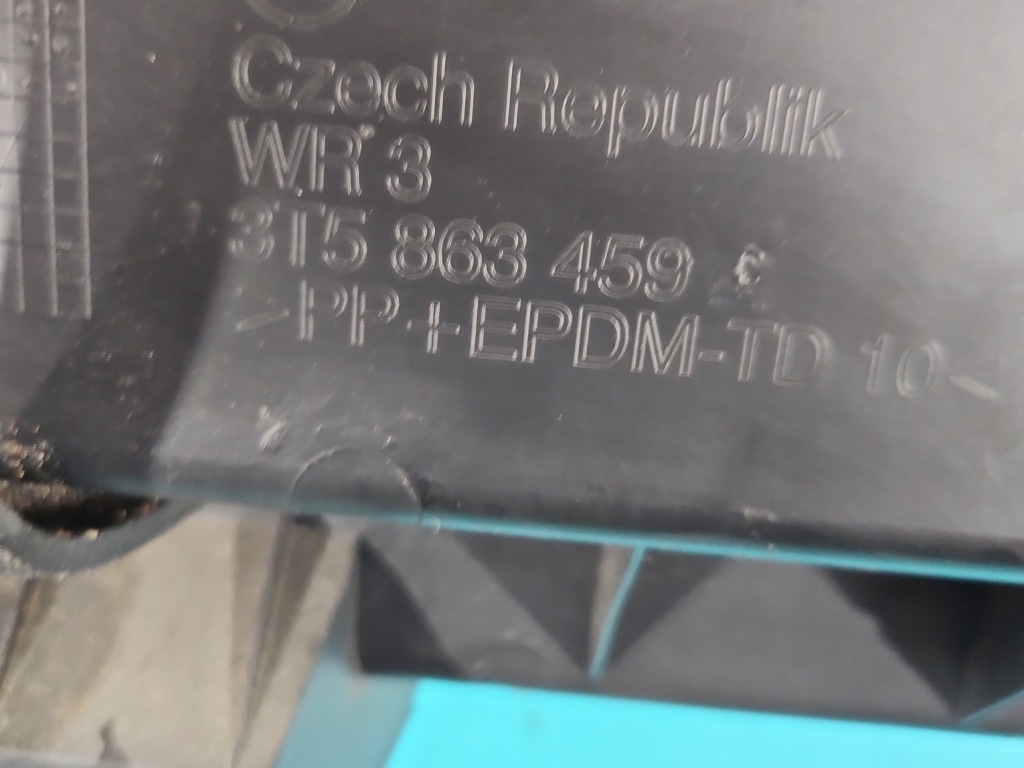 Czech Republik
WR 3
3T5 863 459 C
>PP+EPDM-TD 10<